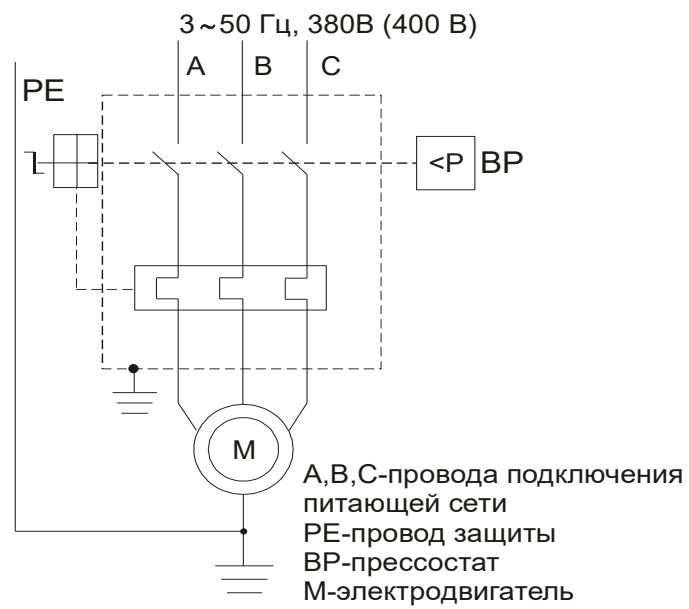 3~50 Гц, 380В (400 В)
A B C
PE
<P BP
M
A,B,C-провода подключения
питающей сети
PE-провод защиты
BP-прессостат
М-электродвигатель